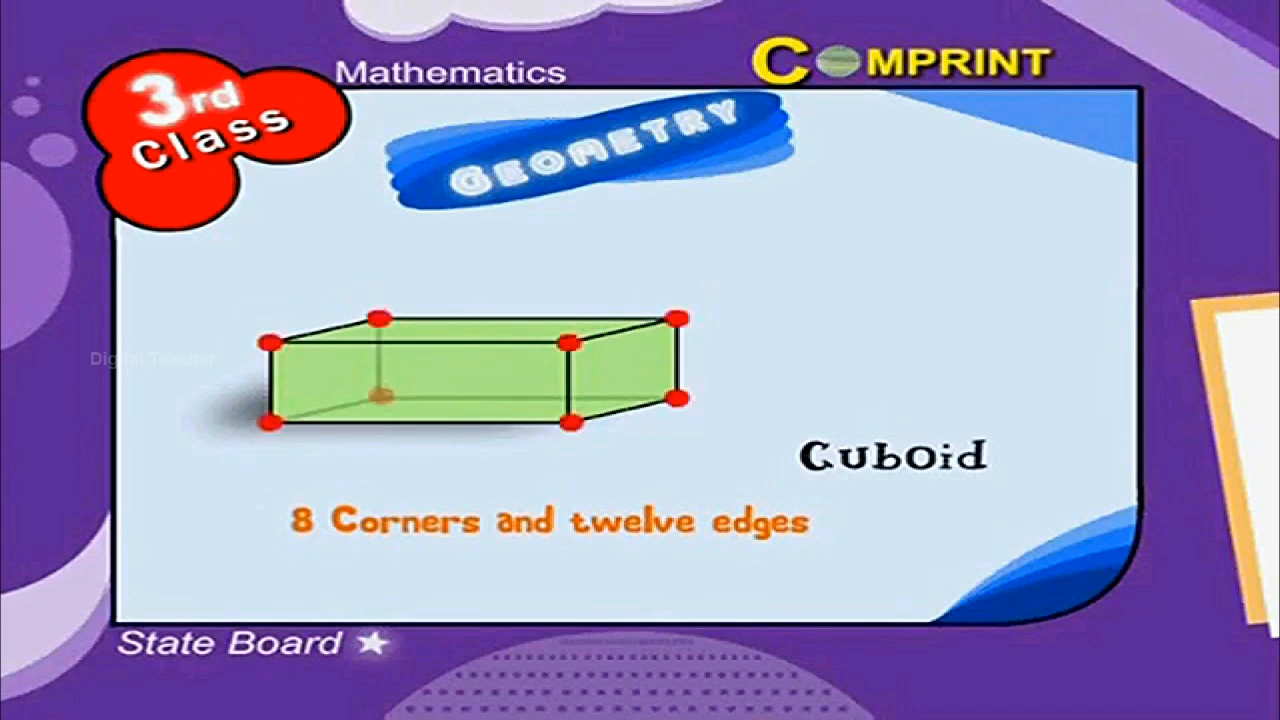 3rd
Class
Mathematics
COMPRINT
GEOMETRY
Digital Teacher
Cuboid
8 Corners and twelve edges
State Board